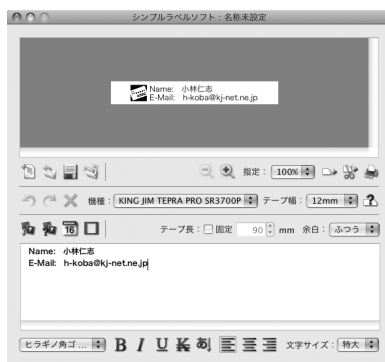 シンプルラベルソフト：名称未設定
Name: 小林仁志
E-Mail: h-koba@kj-net.ne.jp
指定： 100%
機種： KING JIM TEPRA PRO SR3700P テープ幅： 12mm ?
16 テープ長： 固定 90 mm 余白： ふつう
Name: 小林仁志
E-Mail: h-koba@kj-net.ne.jp
ヒラギノ角ゴ... B I U K あ 文字サイズ： 特大